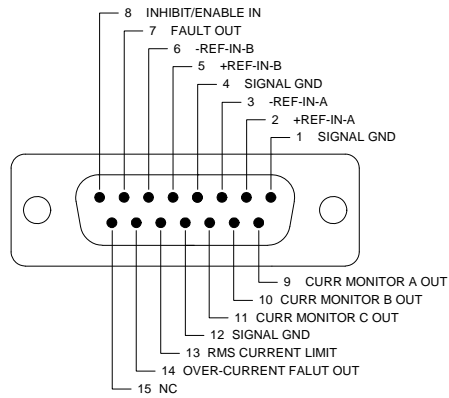 8 INHIBIT/ENABLE IN
7 FAULT OUT
6 -REF-IN-B
5 +REF-IN-B
4 SIGNAL GND
3 -REF-IN-A
2 +REF-IN-A
1 SIGNAL GND
9 CURR MONITOR A OUT
10 CURR MONITOR B OUT
11 CURR MONITOR C OUT
12 SIGNAL GND
13 RMS CURRENT LIMIT
14 OVER-CURRENT FALUT OUT
15 NC